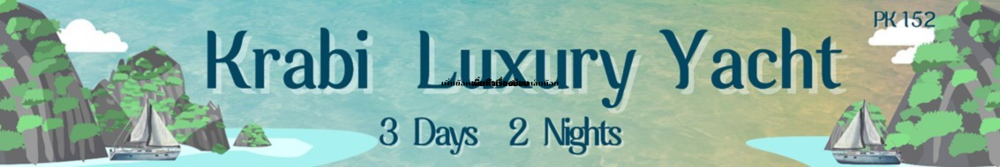 PK 152
Krabi Luxury Yacht
3 Days 2 Nights